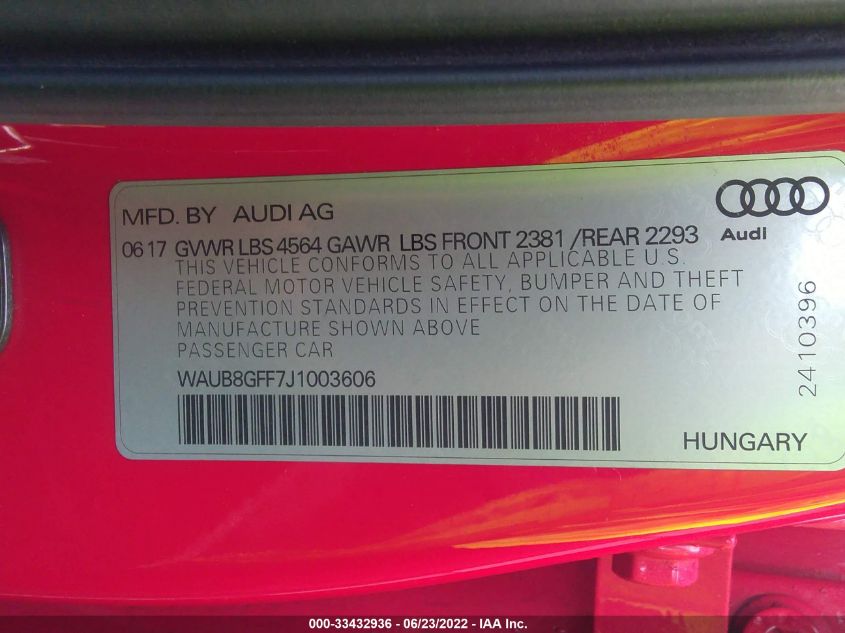 MFD. BY AUDI AG
Audi
06 17 GVWR LBS 4564 GAWR LBS FRONT 2381 /REAR 2293
THIS VEHICLE CONFORMS TO ALL APPLICABLE U.S.
FEDERAL MOTOR VEHICLE SAFETY, BUMPER AND THEFT
PREVENTION STANDARDS IN EFFECT ON THE DATE OF
MANUFACTURE SHOWN ABOVE
PASSENGER CAR
WAUB8GFF7J1003606
HUNGARY
2410396
000-33432936 - 06/23/2022 - IAA Inc.